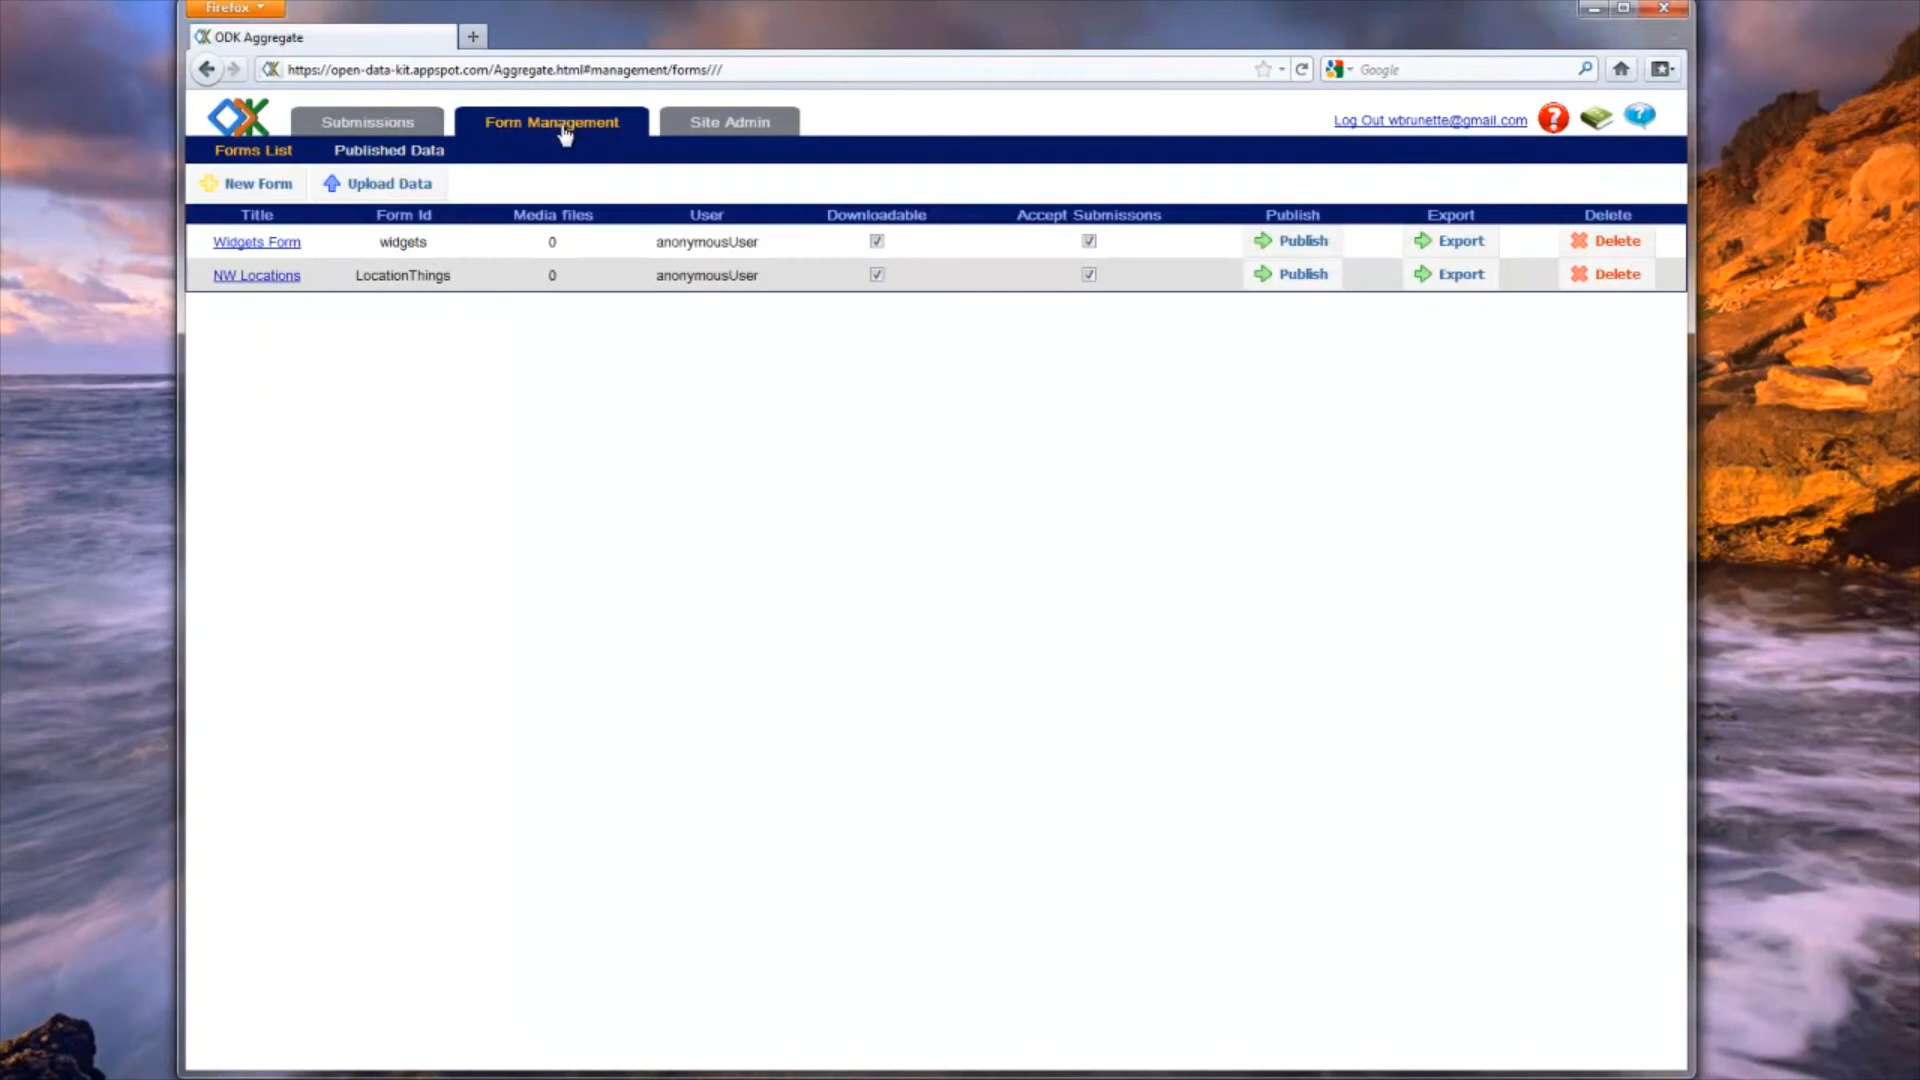 Firefox
ODK Aggregate
https://open-data-kit.appspot.com/Aggregate.html#management/forms///
Google
Submissions Form Management Site Admin
Log Out wbrunette@gmail.com
Forms List Published Data
New Form Upload Data
Title Form Id Media files User Downloadable Accept Submissons Publish Export Delete
Widgets Form widgets 0 anonymousUser Publish Export Delete
NW Locations LocationThings 0 anonymousUser Publish Export Delete